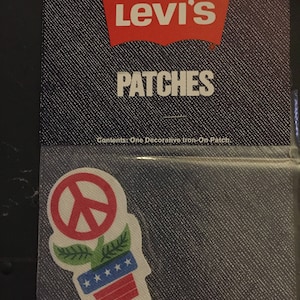 LEVI'S
PATCHES
Contents: One Decorative Iron-On Patch.